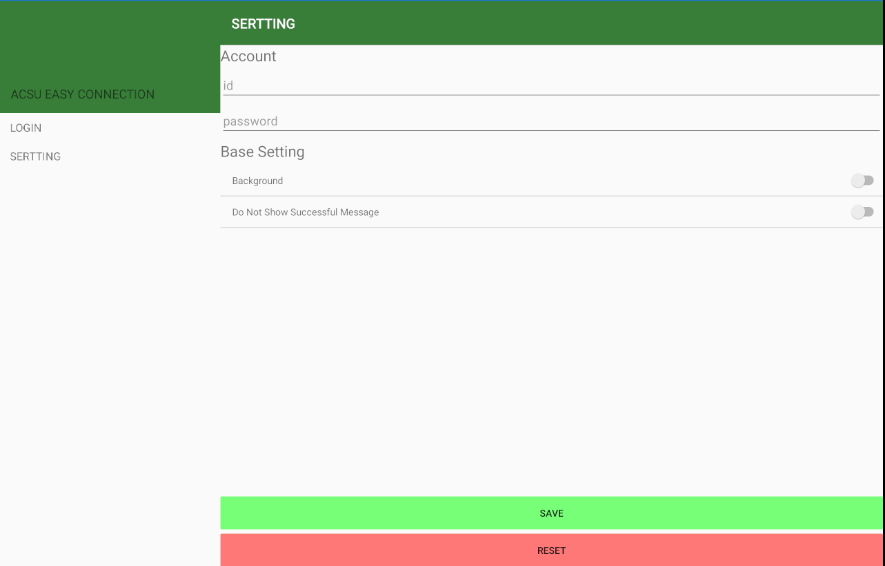 SERTTING
ACSU EASY CONNECTION
LOGIN
SERTTING
Account
id
password
Base Setting
Background
Do Not Show Successful Message
SAVE
RESET